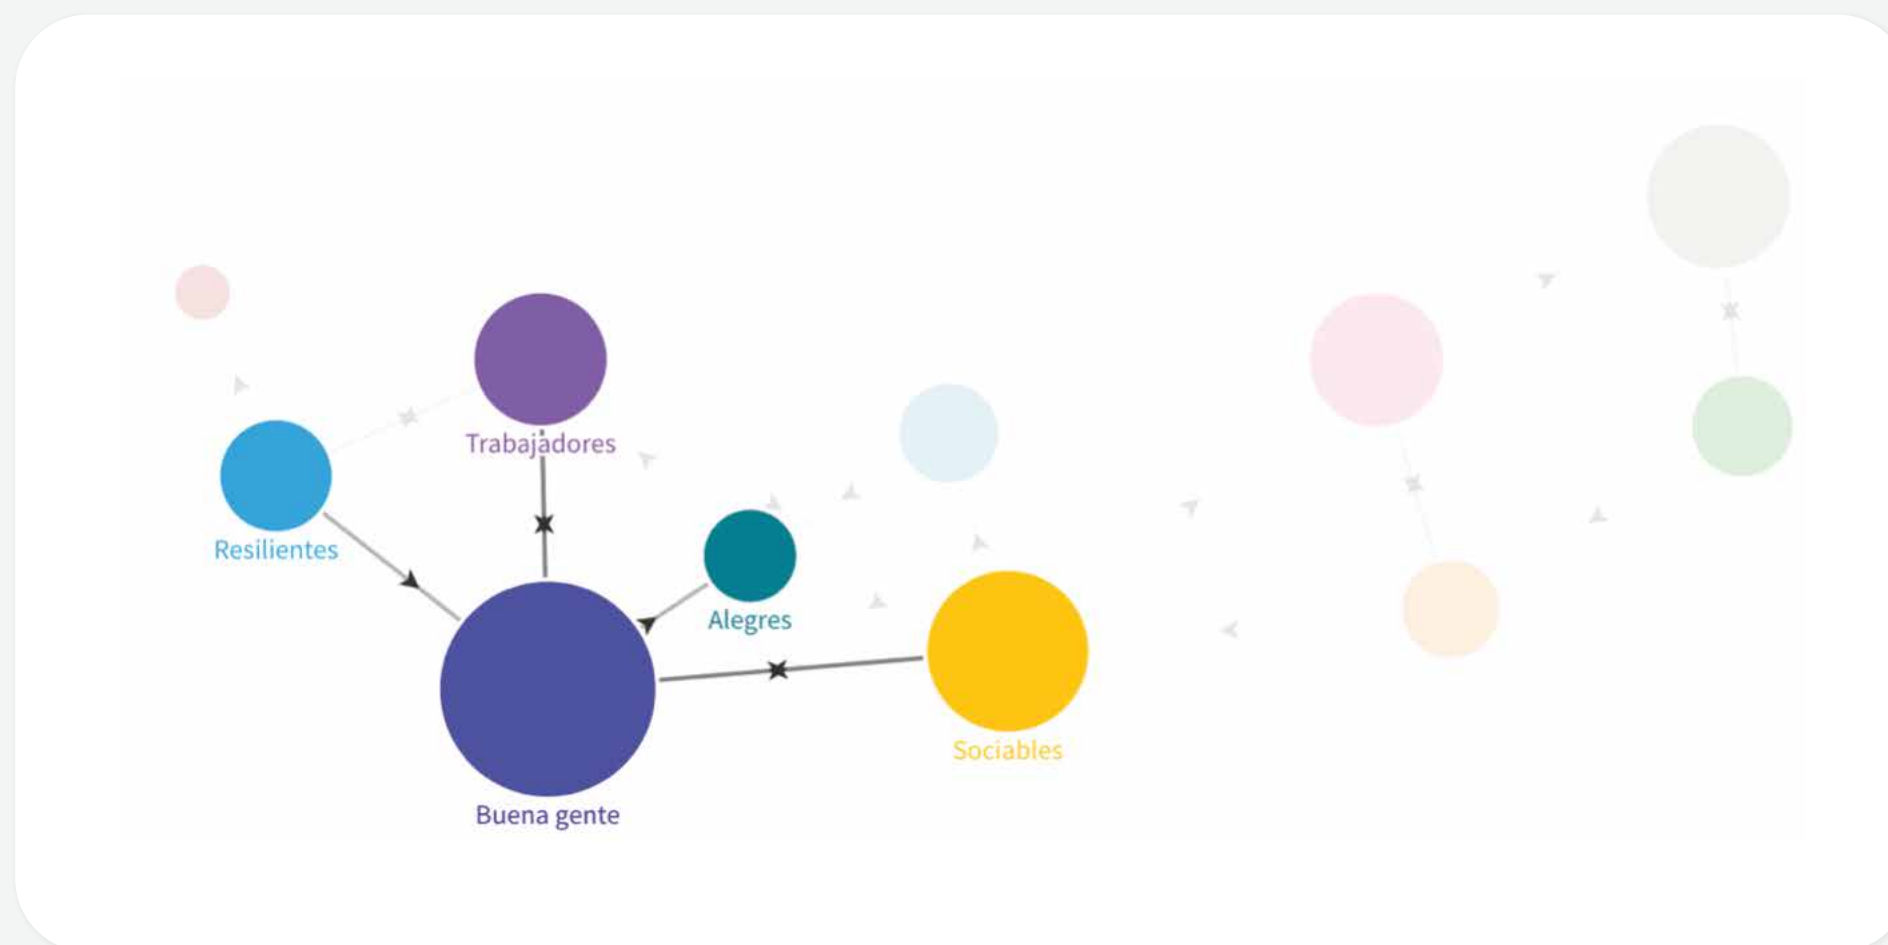 Trabajadores
Resilientes
Alegres
Sociables
Buena gente